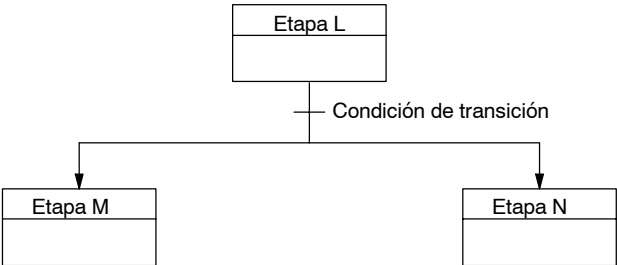 Etapa L
Condición de transición
Etapa M
Etapa N